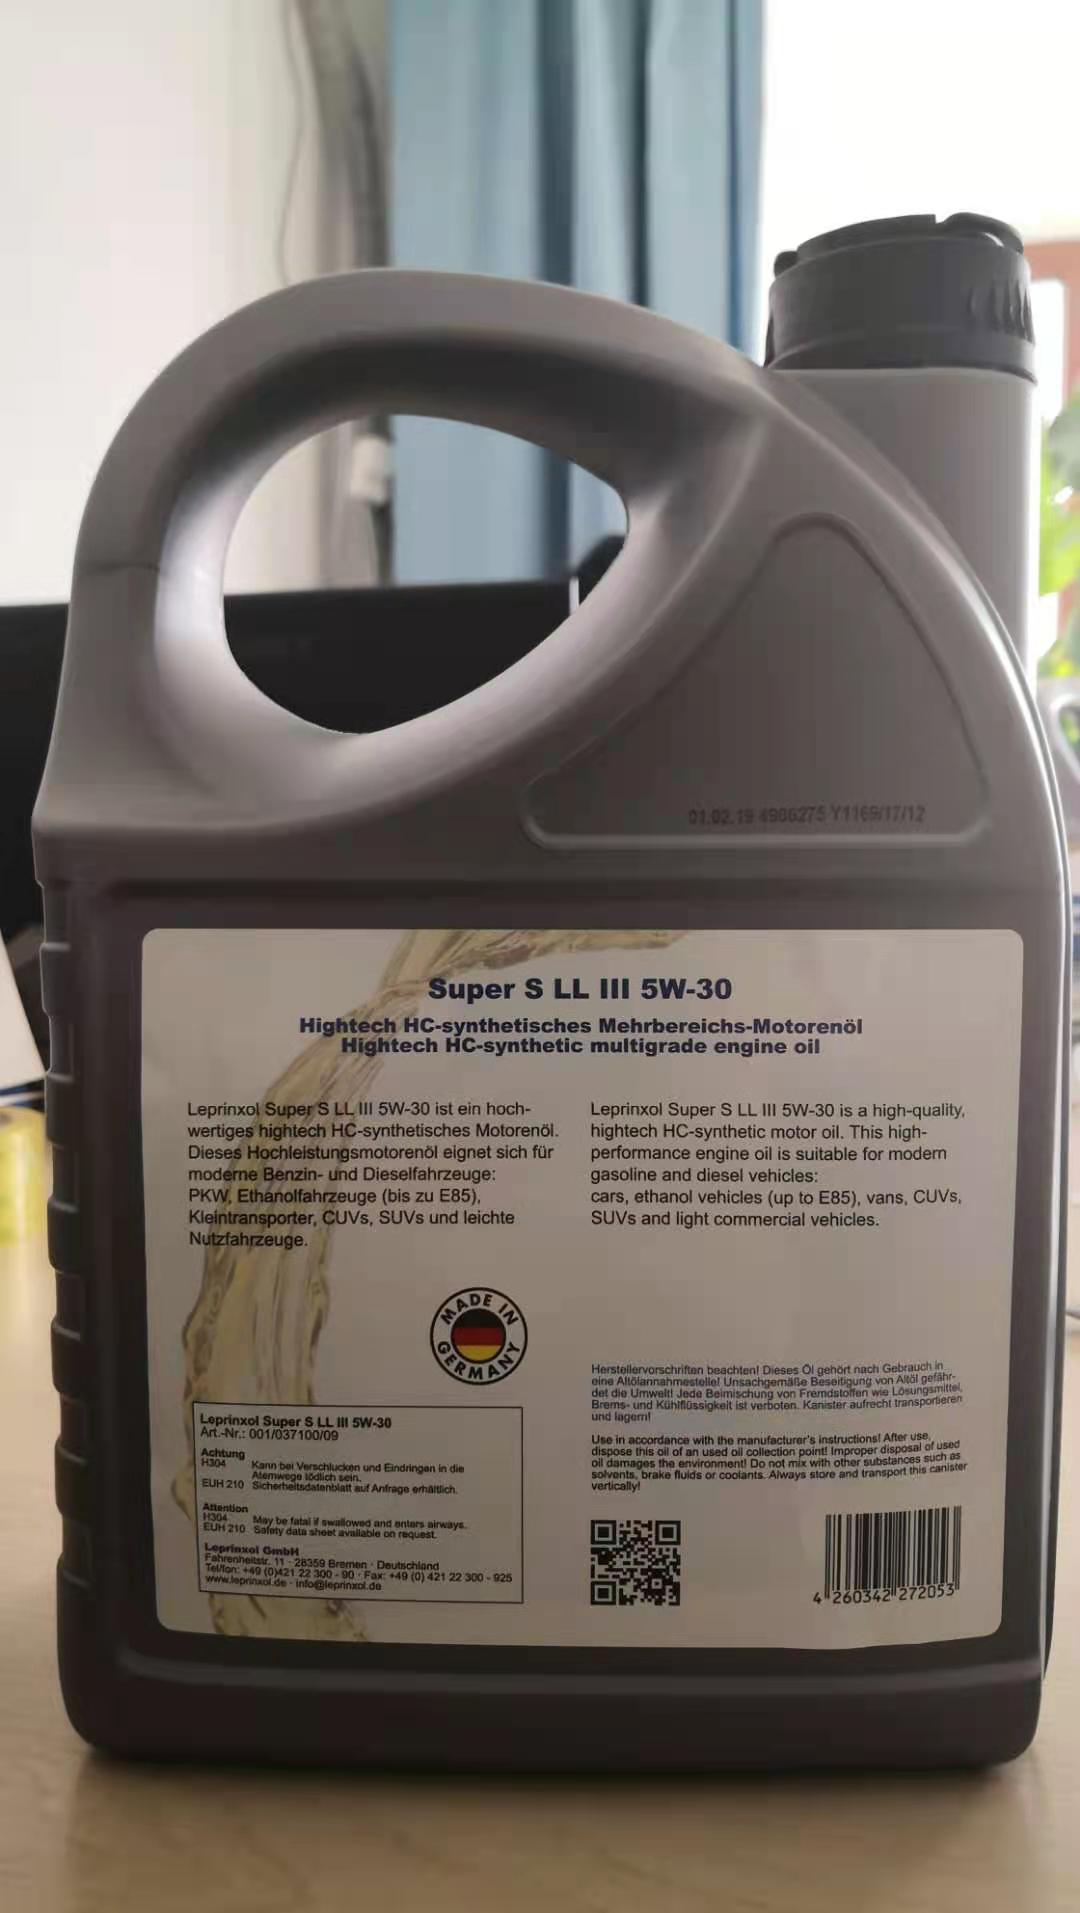 01.02.19 4986275 Y1169/17/12
Super S LL III 5W-30
Hightech HC-synthetisches Mehrbereichs-Motorenöl
Hightech HC-synthetic multigrade engine oil
Leprinxol Super S LL III 5W-30 ist ein hoch-
wertiges hightech HC-synthetisches Motorenöl.
Dieses Hochleistungsmotorenöl eignet sich für
moderne Benzin- und Dieselfahrzeuge:
PKW, Ethanolfahrzeuge (bis zu E85),
Kleintransporter, CUVs, SUVs und leichte
Nutzfahrzeuge.
Leprinxol Super S LL III 5W-30 is a high-quality,
hightech HC-synthetic motor oil. This high-
performance engine oil is suitable for modern
gasoline and diesel vehicles:
cars, ethanol vehicles (up to E85), vans, CUVs,
SUVs and light commercial vehicles.
MADE IN
GERMANY
Leprinxol Super S LL III 5W-30
Art.-Nr.: 001/037100/09
Achtung
H304 Kann bei Verschlucken und Eindringen in die
Atemwege tödlich sein.
EUH 210 Sicherheitsdatenblatt auf Anfrage erhältlich.
Attention
H304 May be fatal if swallowed and enters airways.
EUH 210 Safety data sheet available on request.
Leprinxol GmbH
Fahrenheitstr. 11 · 28359 Bremen · Deutschland
Tel/fon: +49 (0)421 22 300 - 90 · Fax: +49 (0) 421 22 300 - 925
www.leprinxol.de · info@leprinxol.de
Herstellervorschriften beachten! Dieses Öl gehört nach Gebrauch in
eine Altölannahmestelle! Unsachgemäße Beseitigung von Altöl gefähr-
det die Umwelt! Jede Beimischung von Fremdstoffen wie Lösungsmittel,
Brems- und Kühlflüssigkeit ist verboten. Kanister aufrecht transportieren
und lagern!
Use in accordance with the manufacturer's instructions! After use,
dispose this oil of an used oil collection point! Improper disposal of used
oil damages the environment! Do not mix with other substances such as
solvents, brake fluids or coolants. Always store and transport this canister
vertically!
4 260342 272053